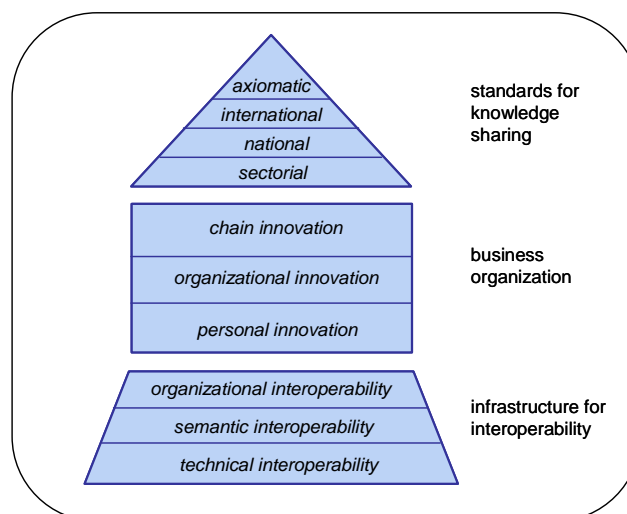 axiomatic
international
national
sectorial
standards for
knowledge
sharing
chain innovation
organizational innovation
personal innovation
business
organization
organizational interoperability
semantic interoperability
technical interoperability
infrastructure for
interoperability